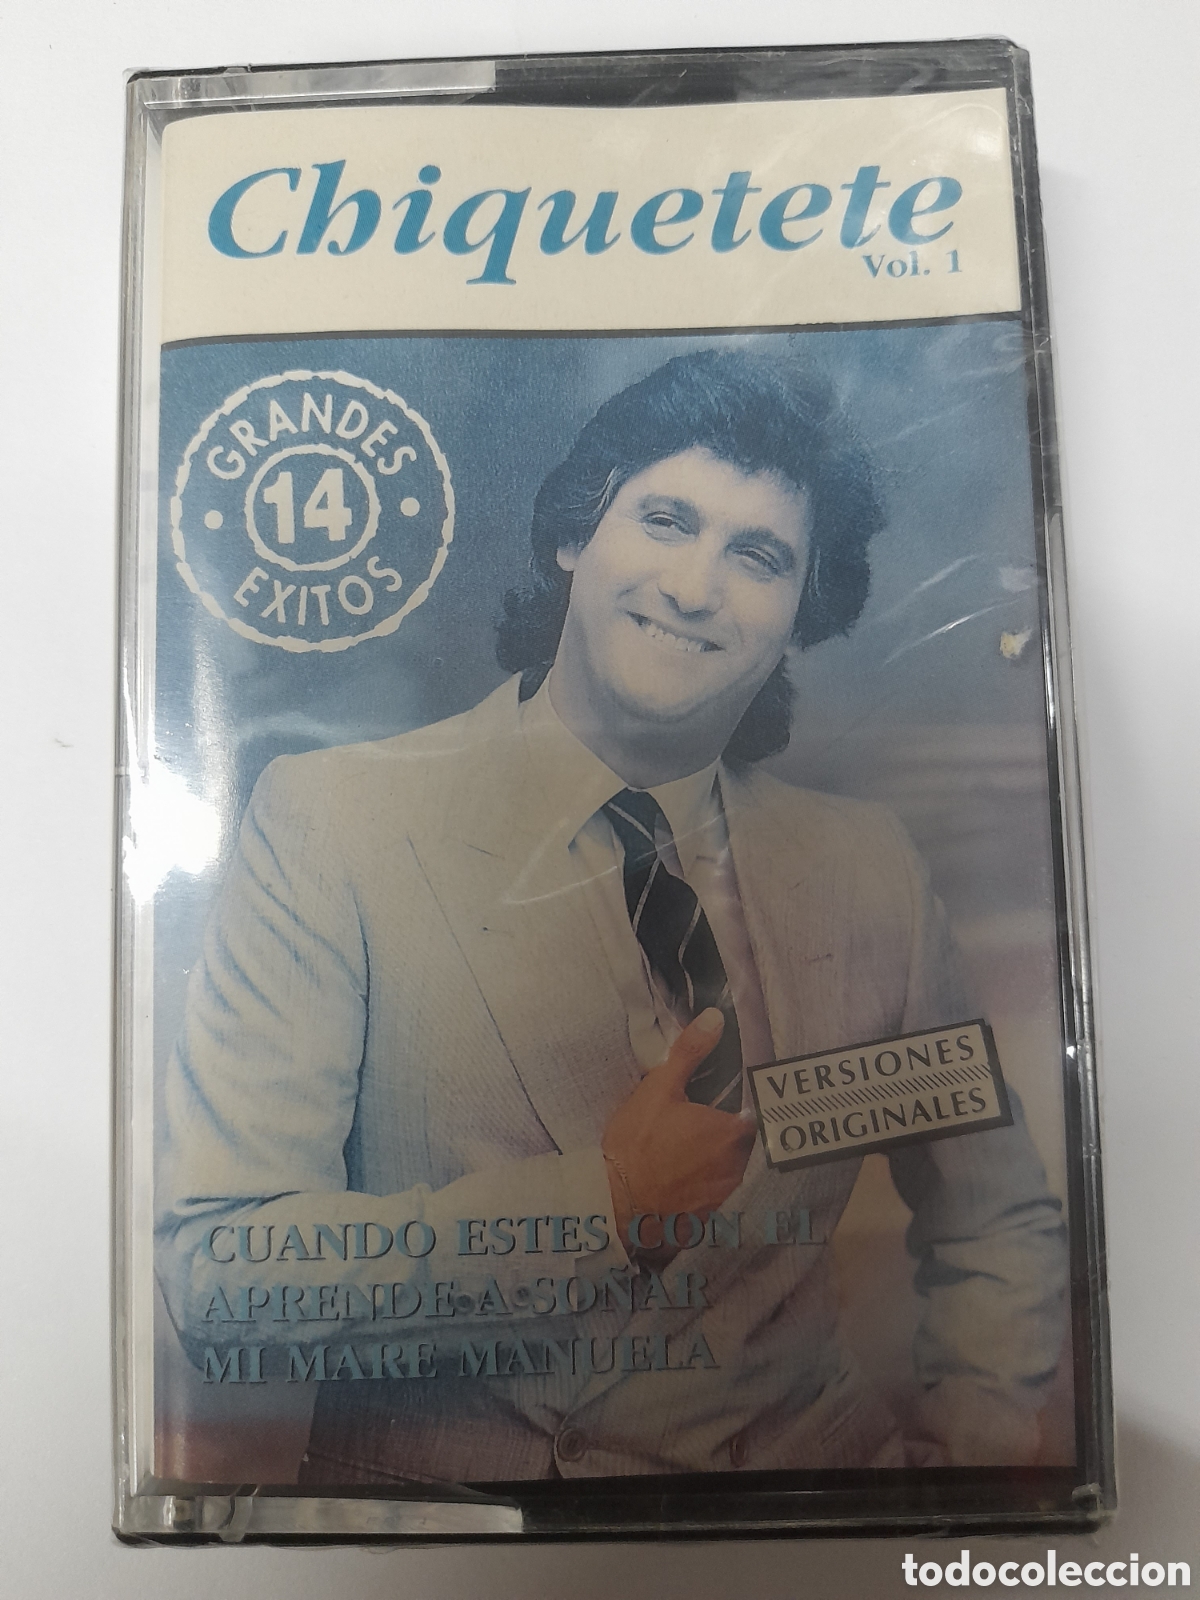 Chiquetete
Vol. 1
GRANDES
14
EXITOS
VERSIONES
ORIGINALES
CUANDO ESTES CON EL
APRENDE A SOÑAR
MI MARE MANUELA
todocoleccion